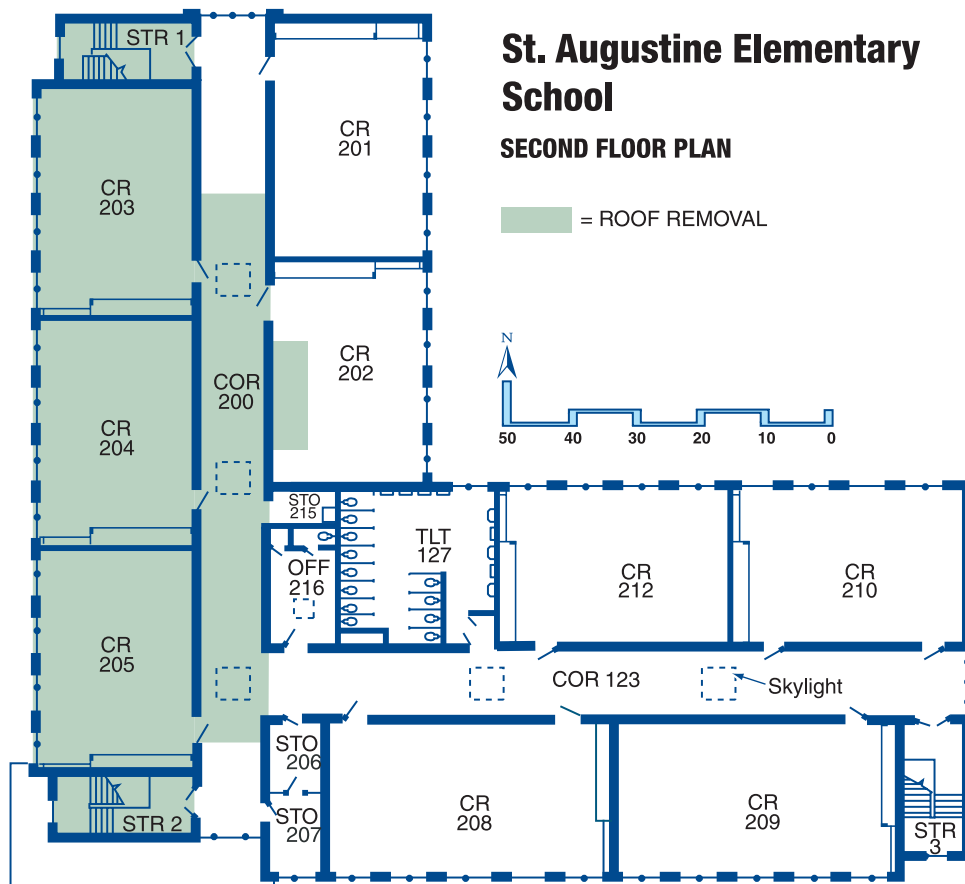 St. Augustine Elementary
School
SECOND FLOOR PLAN
= ROOF REMOVAL
N
50 40 30 20 10 0
STR 1
CR
201
CR
203
CR
202
COR
200
CR
204
STO
215
TLT
127
OFF
216
CR
212
CR
210
CR
205
COR 123
Skylight
STO
206
STO
207
CR
208
CR
209
STR 2
STR
3